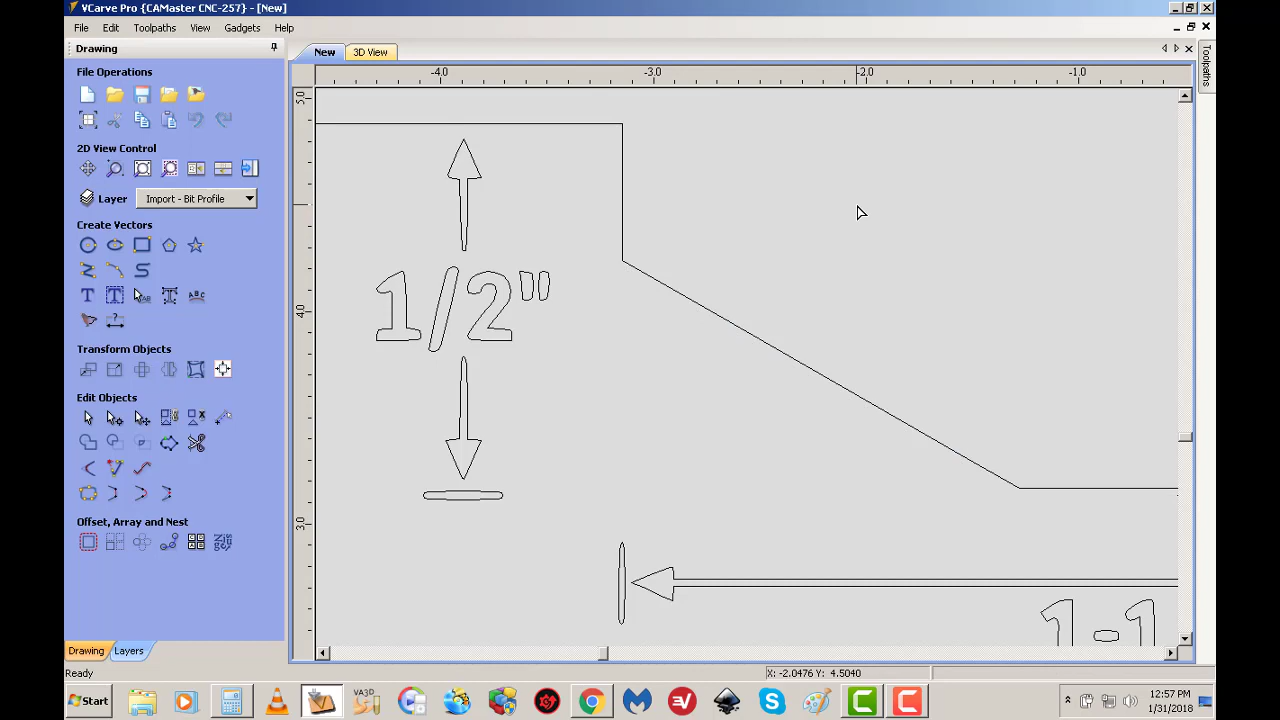 VCarve Pro {CAMaster CNC-257} - [New]
File Edit Toolpaths View Gadgets Help
Drawing
New 3D View
Toolpaths
File Operations
-4.0 -3.0 -2.0 -1.0
5.0
4.0
3.0
2D View Control
Layer Import - Bit Profile
Create Vectors
Transform Objects
Edit Objects
Offset, Array and Nest
1/2"
1-1
Drawing Layers
Ready X: -2.0476 Y: 4.5040
Start
VA3D
12:57 PM
1/31/2018